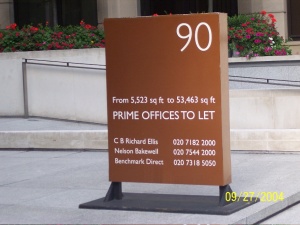 90
From 5,523 sq ft to 53,463 sq ft
PRIME OFFICES TO LET
C B Richard Ellis 020 7182 2000
Nelson Bakewell 020 7544 2000
Benchmark Direct 020 7318 5050
09/27/2004